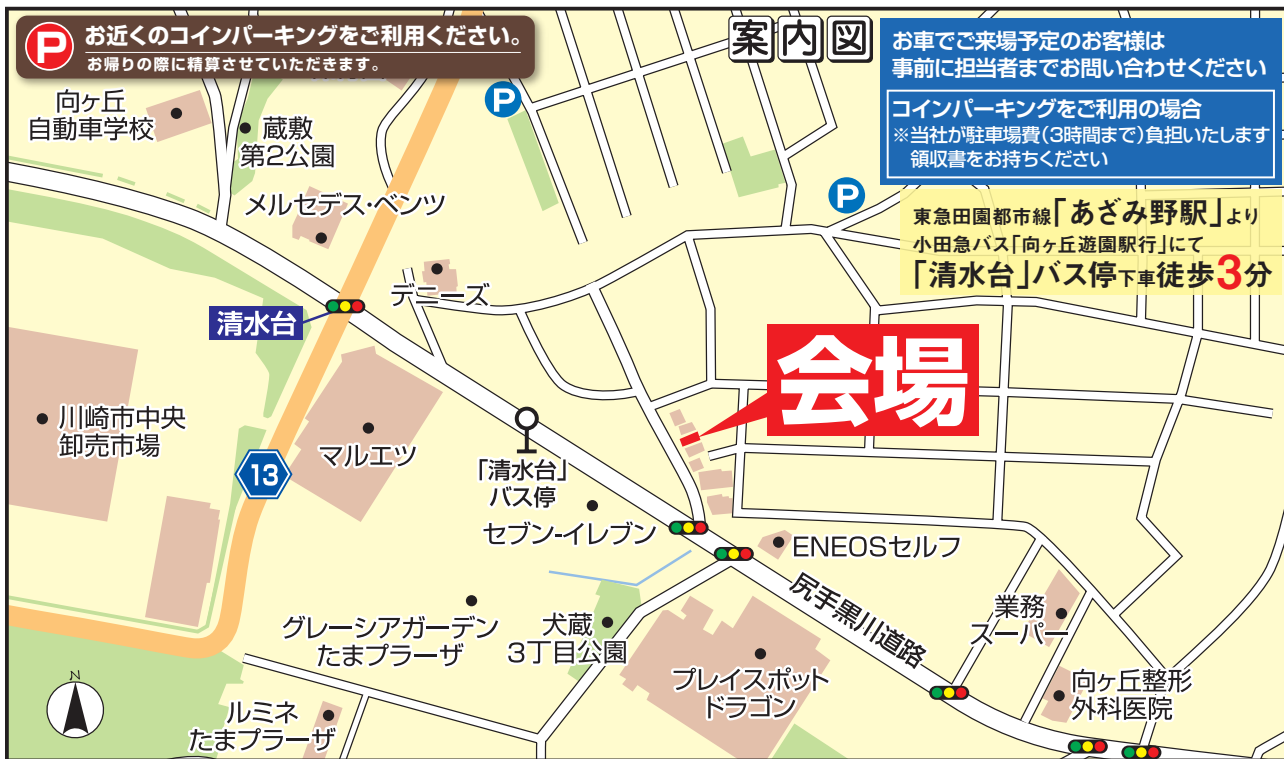 P
お近くのコインパーキングをご利用ください。
お帰りの際に精算させていただきます。
案内図
お車でご来場予定のお客様は
事前に担当者までお問い合わせください
コインパーキングをご利用の場合
※当社が駐車場費(3時間まで)負担いたします
領収書をお持ちください
東急田園都市線「あざみ野駅」より
小田急バス「向ヶ丘遊園駅行」にて
「清水台」バス停下車徒歩3分
P
P
向ヶ丘
自動車学校
蔵敷
第2公園
メルセデス・ベンツ
デニーズ
清水台
会場
川崎市中央
卸売市場
マルエツ
13
「清水台」
バス停
セブン-イレブン
ENEOSセルフ
尻手黒川道路
業務
スーパー
グレーシアガーデン
たまプラーザ
犬蔵
3丁目公園
プレイスポット
ドラゴン
向ヶ丘整形
外科医院
N
ルミネ
たまプラーザ